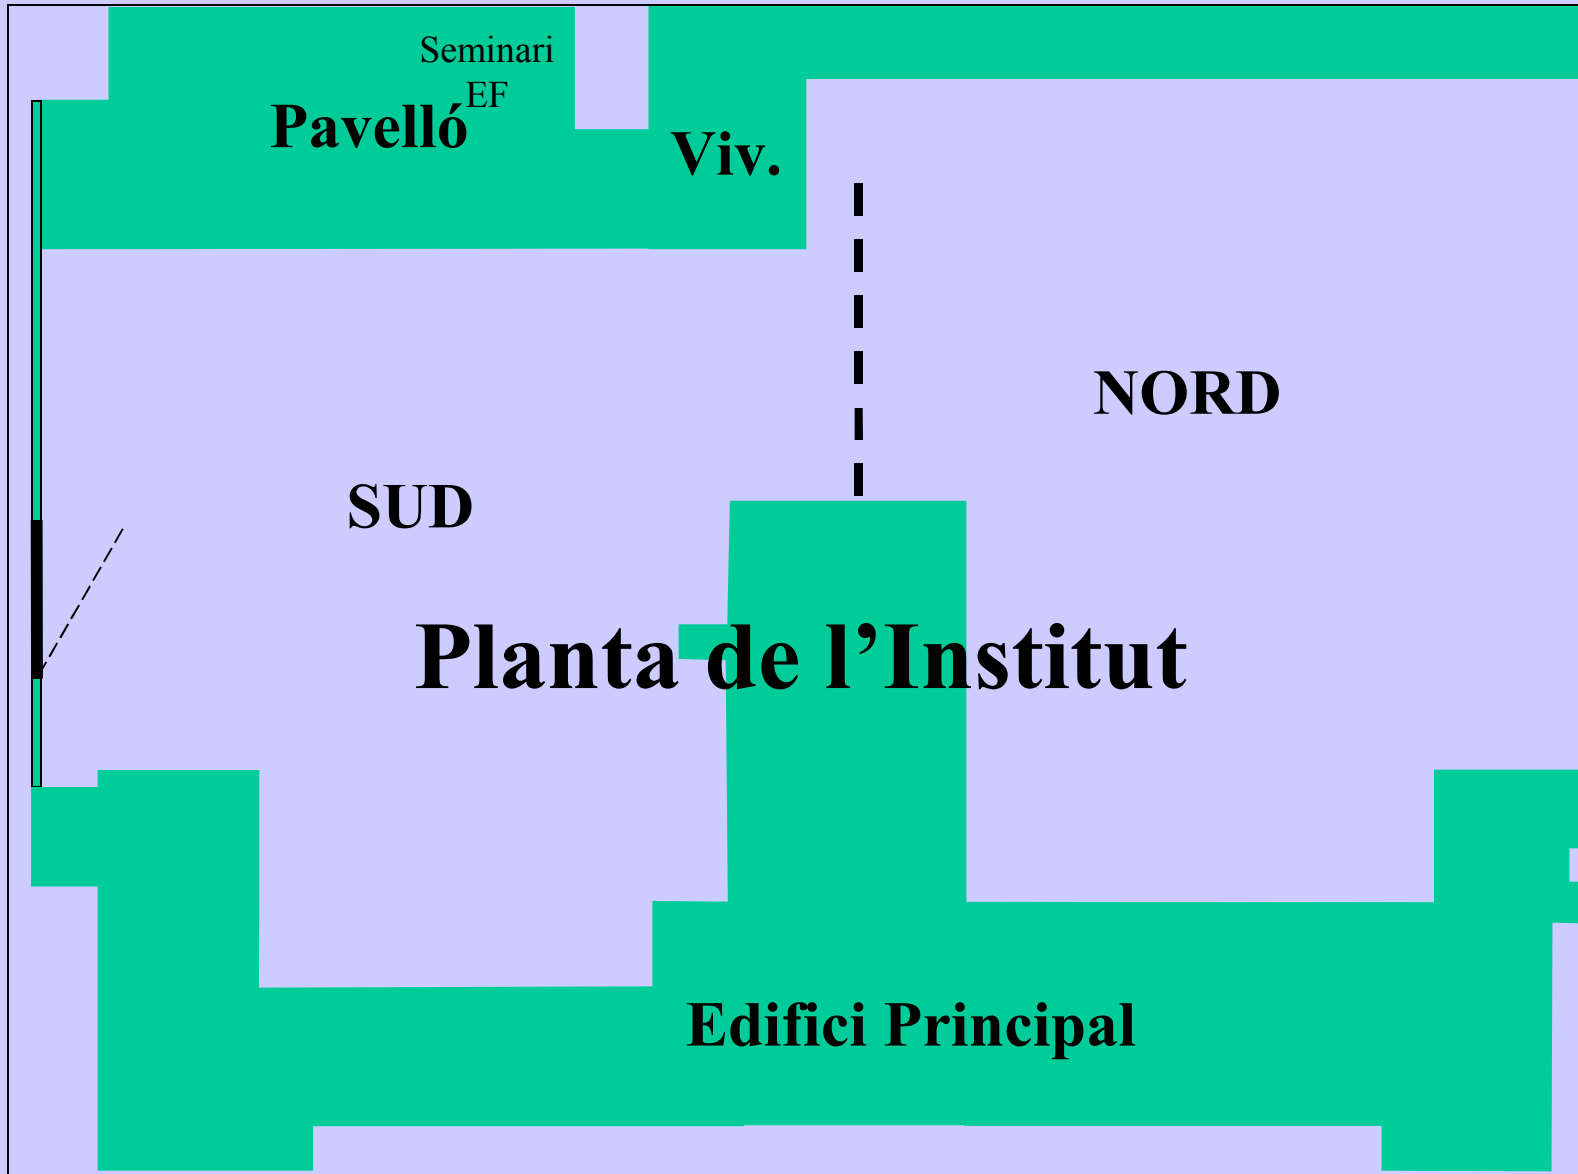 Seminari
EF
Pavelló
Viv.
NORD
SUD
Planta de l’Institut
Edifici Principal